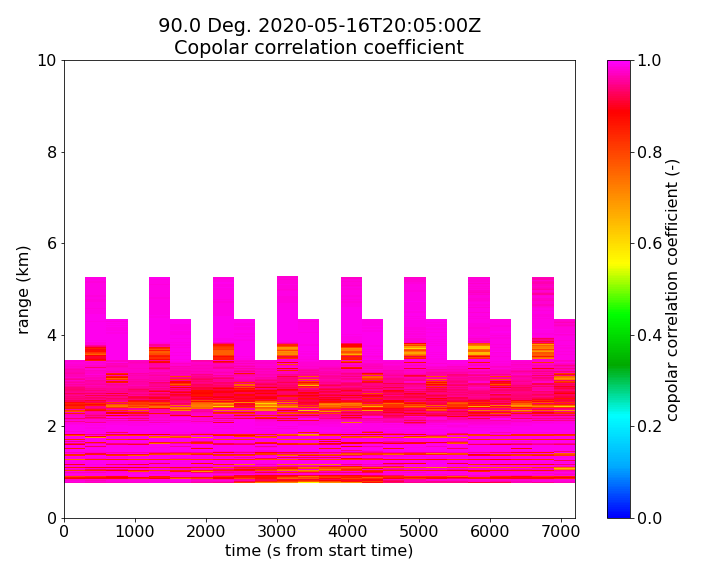 90.0 Deg. 2020-05-16T20:05:00Z
Copolar correlation coefficient
10
8
6
4
2
0
range (km)
0 1000 2000 3000 4000 5000 6000 7000
time (s from start time)
1.0
0.8
0.6
0.4
0.2
0.0
copolar correlation coefficient (-)